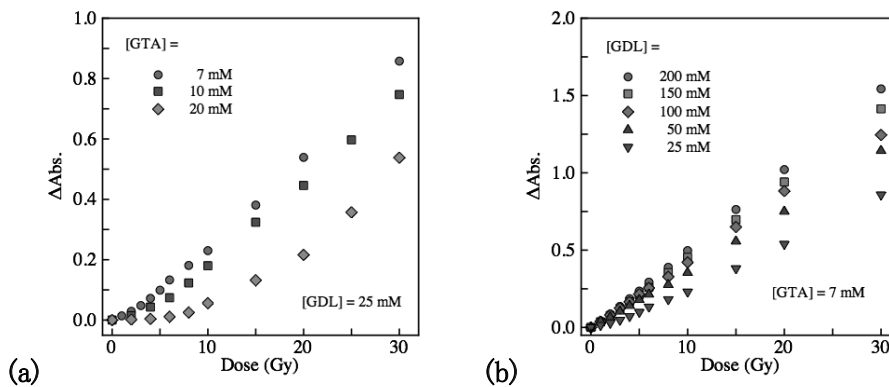 (a)
ΔAbs.
1.0
0.8
0.6
0.4
0.2
0.0
[GTA] =
7 mM
10 mM
20 mM
[GDL] = 25 mM
0 10 20 30
Dose (Gy)
(b)
ΔAbs.
2.0
1.5
1.0
0.5
0.0
[GDL] =
200 mM
150 mM
100 mM
50 mM
25 mM
[GTA] = 7 mM
0 10 20 30
Dose (Gy)